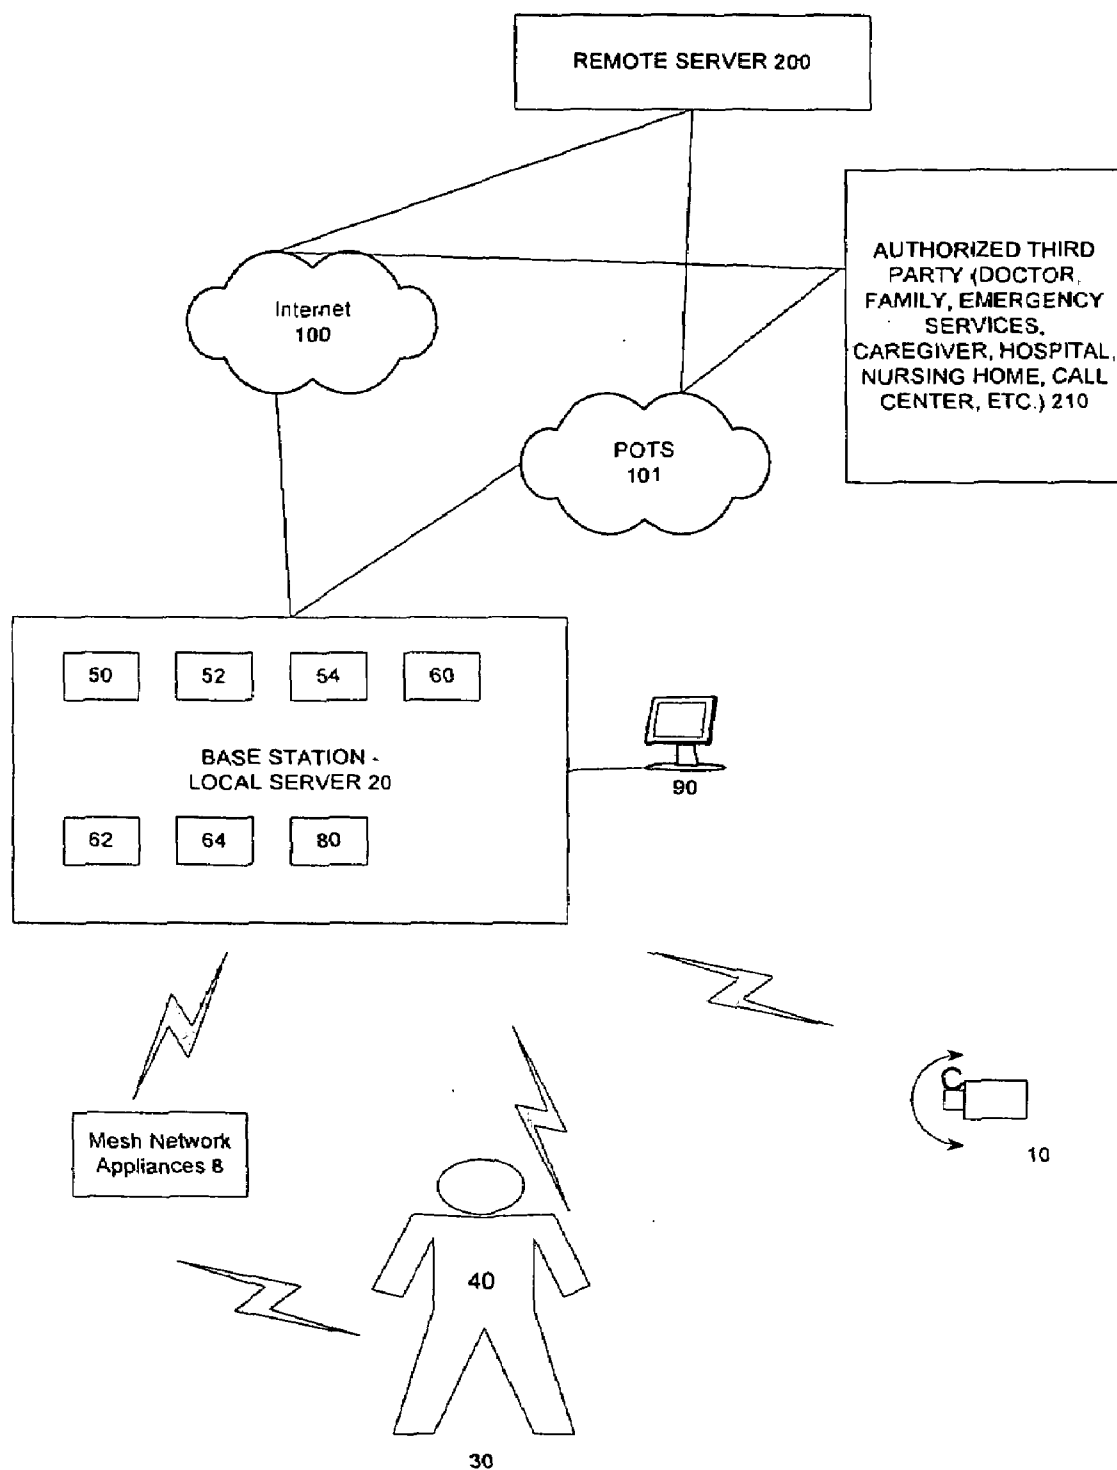 REMOTE SERVER 200
AUTHORIZED THIRD
PARTY (DOCTOR,
FAMILY, EMERGENCY
SERVICES,
CAREGIVER, HOSPITAL,
NURSING HOME, CALL
CENTER, ETC.) 210
Internet
100
POTS
101
50
52
54
60
BASE STATION -
LOCAL SERVER 20
90
62
64
80
Mesh Network
Appliances 8
10
40
30